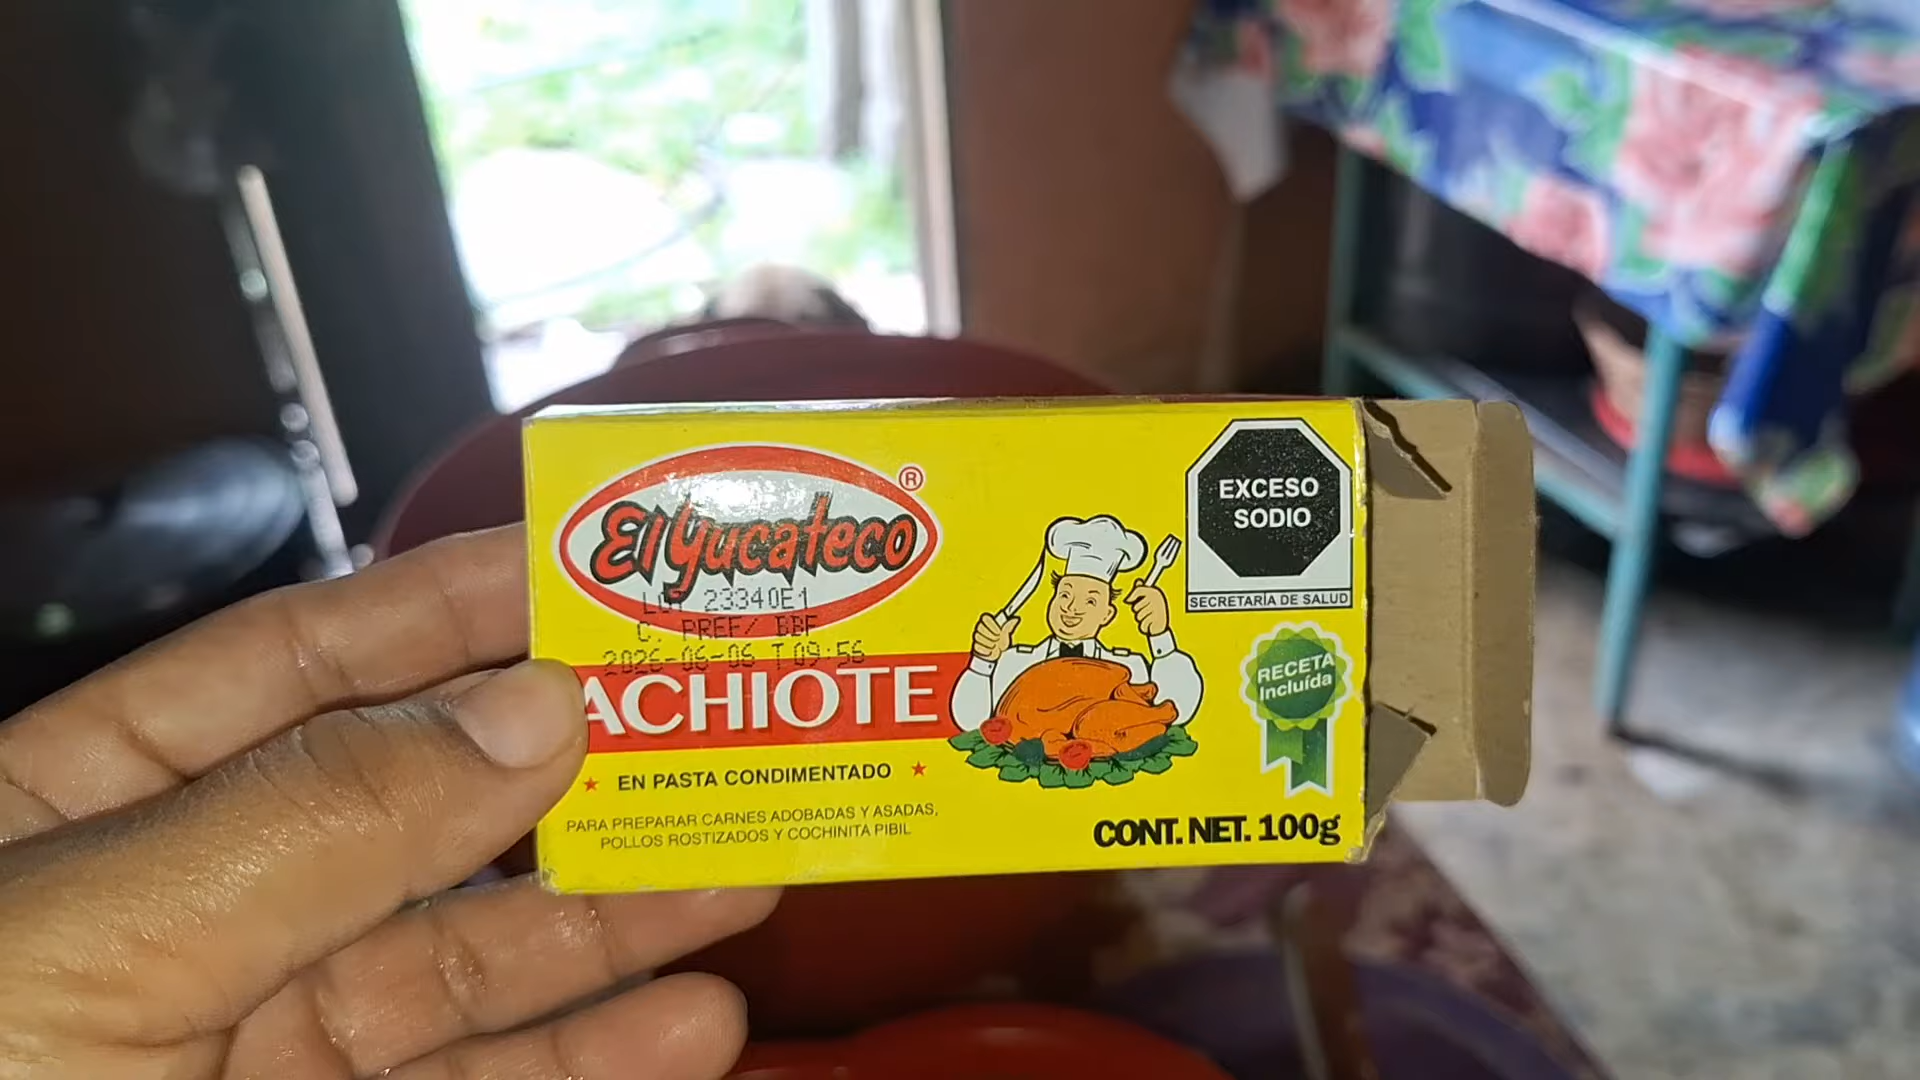 El Yucateco®
LOT 23340E1
C. PREF/ BBF
2026-06-06 T 09:56
ACHIOTE
EN PASTA CONDIMENTADO
PARA PREPARAR CARNES ADOBADAS Y ASADAS,
POLLOS ROSTIZADOS Y COCHINITA PIBIL
EXCESO
SODIO
SECRETARÍA DE SALUD
RECETA
Incluída
CONT. NET. 100g